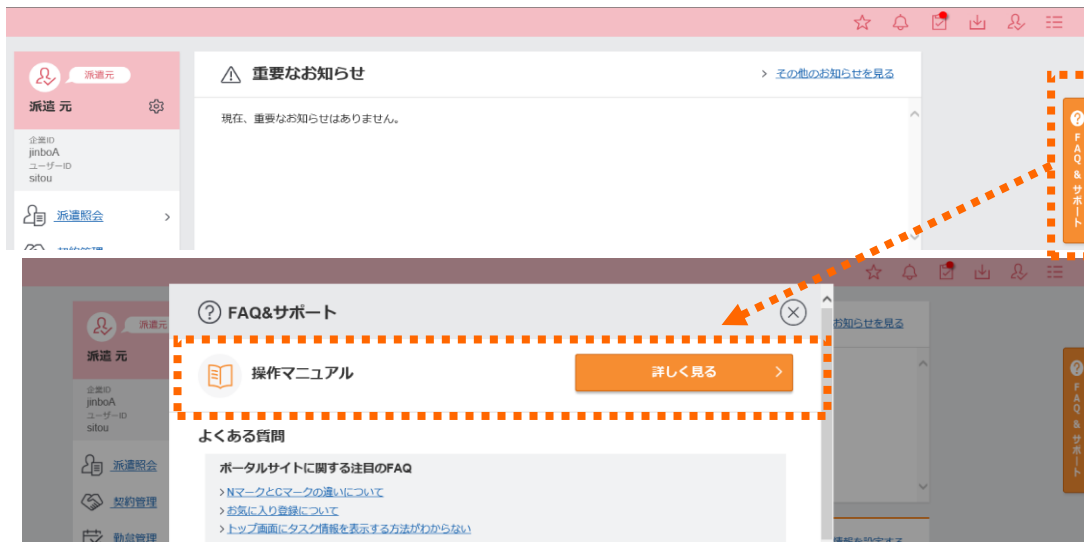 派遣元
派遣 元
企業ID
jinboA
ユーザーID
sitou
派遣照会
重要なお知らせ
その他のお知らせを見る
現在、重要なお知らせはありません。
FAQ&サポート
派遣元
派遣 元
企業ID
jinboA
ユーザーID
sitou
派遣照会
契約管理
勤怠管理
FAQ&サポート
操作マニュアル
詳しく見る
よくある質問
ポータルサイトに関する注目のFAQ
NマークとCマークの違いについて
お気に入り登録について
トップ画面にタスク情報を表示する方法がわからない
お知らせを見る
FAQ&サポート